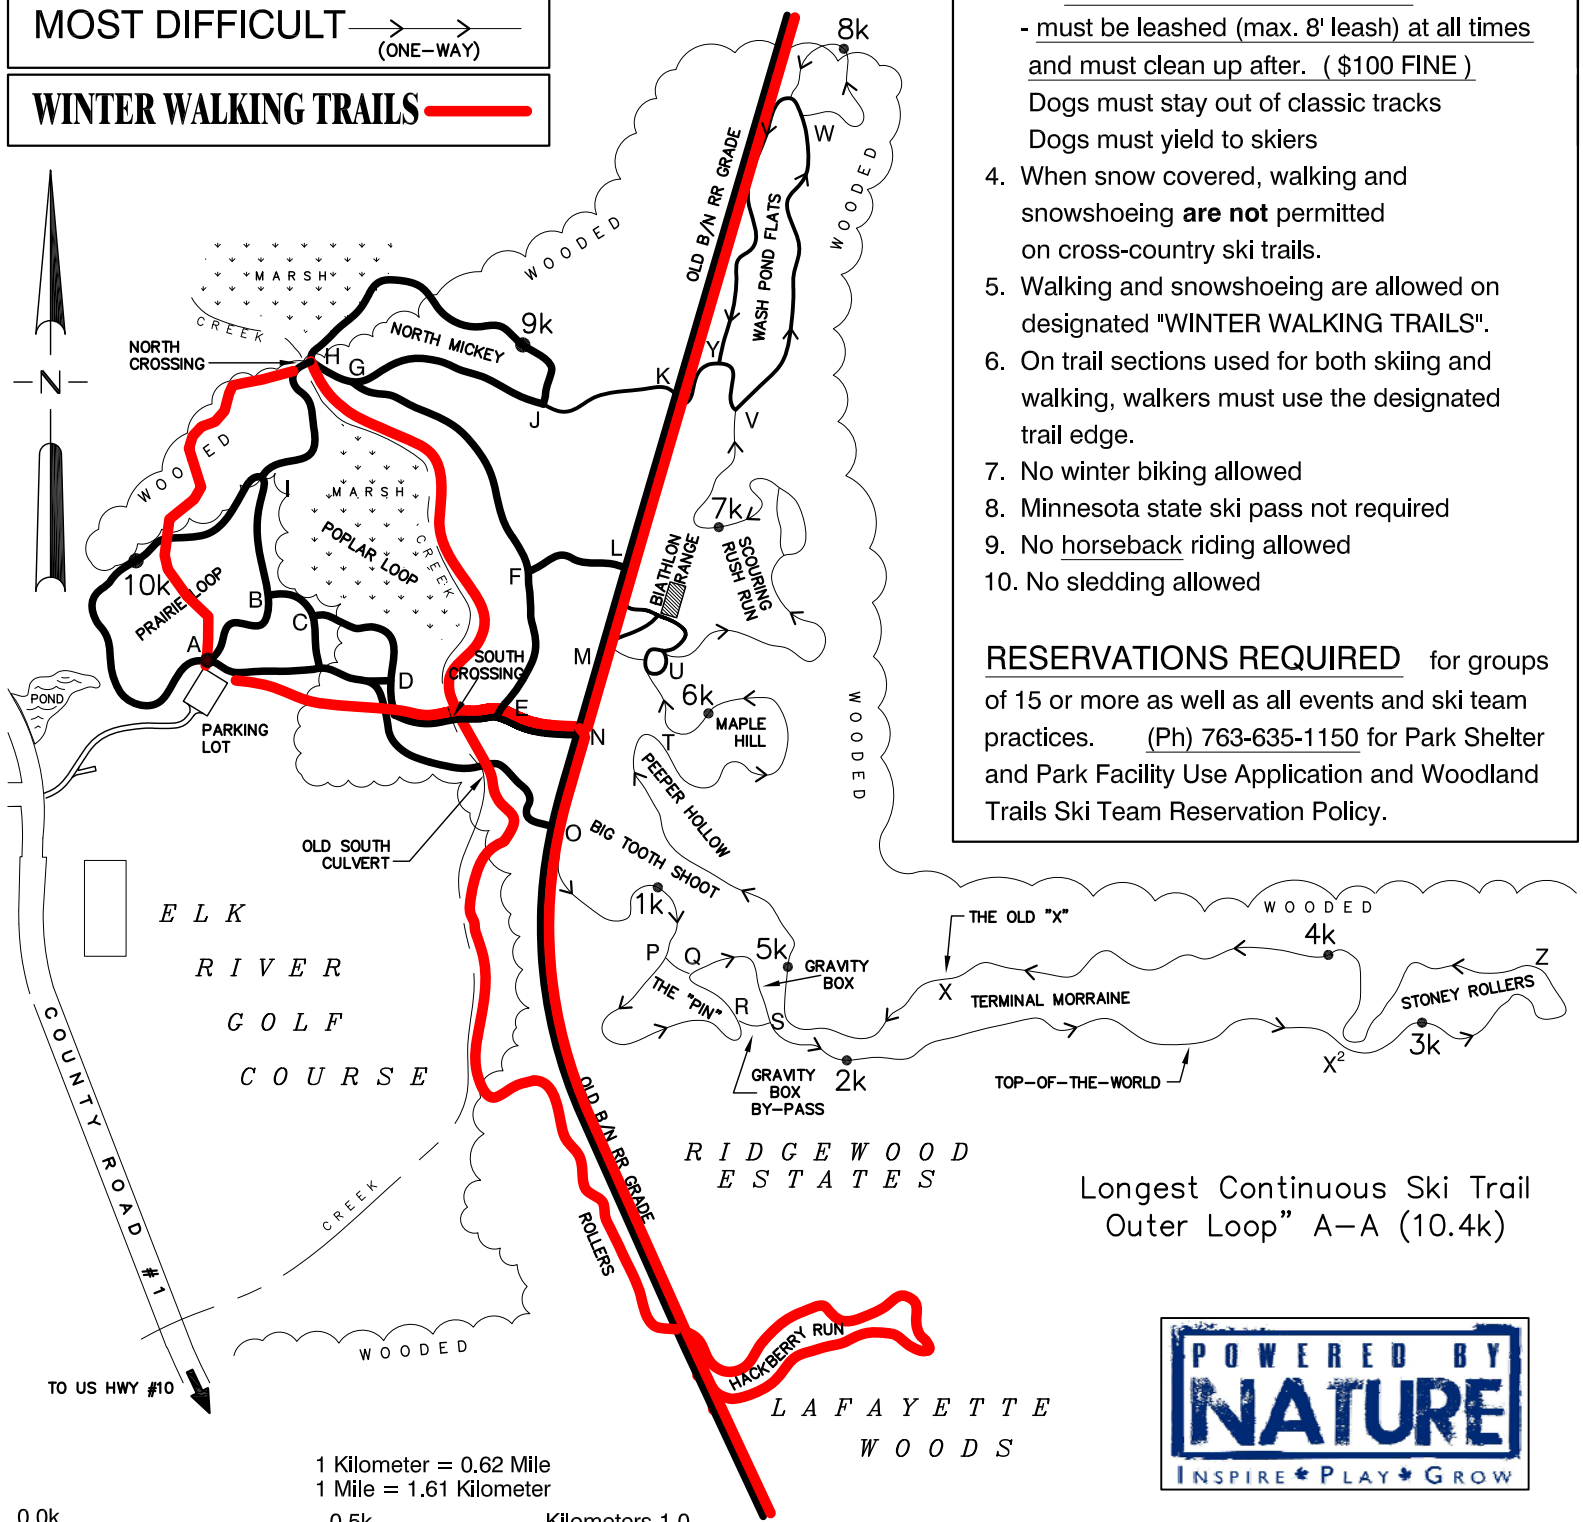 MOST DIFFICULT
(ONE-WAY)
WINTER WALKING TRAILS
- must be leashed (max. 8' leash) at all times
and must clean up after. ( $100 FINE )
Dogs must stay out of classic tracks
Dogs must yield to skiers
4. When snow covered, walking and
snowshoeing are not permitted
on cross-country ski trails.
5. Walking and snowshoeing are allowed on
designated "WINTER WALKING TRAILS".
6. On trail sections used for both skiing and
walking, walkers must use the designated
trail edge.
7. No winter biking allowed
8. Minnesota state ski pass not required
9. No horseback riding allowed
10. No sledding allowed
RESERVATIONS REQUIRED for groups
of 15 or more as well as all events and ski team
practices. (Ph) 763-635-1150 for Park Shelter
and Park Facility Use Application and Woodland
Trails Ski Team Reservation Policy.
8k
W
WOODED
WOODED
OLD B/N RR GRADE
WASH POND FLATS
MARSH
CREEK
NORTH
CROSSING
H
G
NORTH MICKEY
9k
J
K
Y
V
N
WOODED
I
MARSH
POPLAR LOOP
CREEK
7k
SCOURING
RUSH RUN
BIATHLON
RANGE
L
F
10k
PRAIRIE LOOP
B
C
A
D
SOUTH
CROSSING
E
M
U
6k
MAPLE
HILL
T
N
WOODED
POND
PARKING
LOT
PEEPER HOLLOW
O
BIG TOOTH SHOOT
OLD SOUTH
CULVERT
1k
P
Q
5k
GRAVITY
BOX
THE "PIN"
R
S
THE OLD "X"
X
TERMINAL MORRAINE
WOODED
4k
Z
STONEY ROLLERS
3k
X²
TOP-OF-THE-WORLD
2k
GRAVITY
BOX
BY-PASS
ELK
RIVER
GOLF
COURSE
COUNTY ROAD #1
CREEK
OLD B/N RR GRADE
ROLLERS
RIDGEWOOD
ESTATES
Longest Continuous Ski Trail
Outer Loop" A-A (10.4k)
WOODED
HACKBERRY RUN
TO US HWY #10
LAFAYETTE
WOODS
POWERED BY
NATURE
INSPIRE PLAY GROW
1 Kilometer = 0.62 Mile
1 Mile = 1.61 Kilometer
0.0k
0.5k
Kilometers 1.0